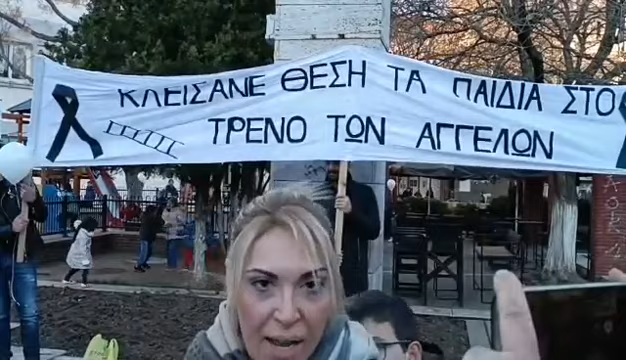 ΚΛΕΙΣΑΝΕ ΘΕΣΗ ΤΑ ΠΑΙΔΙΑ ΣΤΟ
ΤΡΕΝΟ ΤΩΝ ΑΓΓΕΛΩΝ